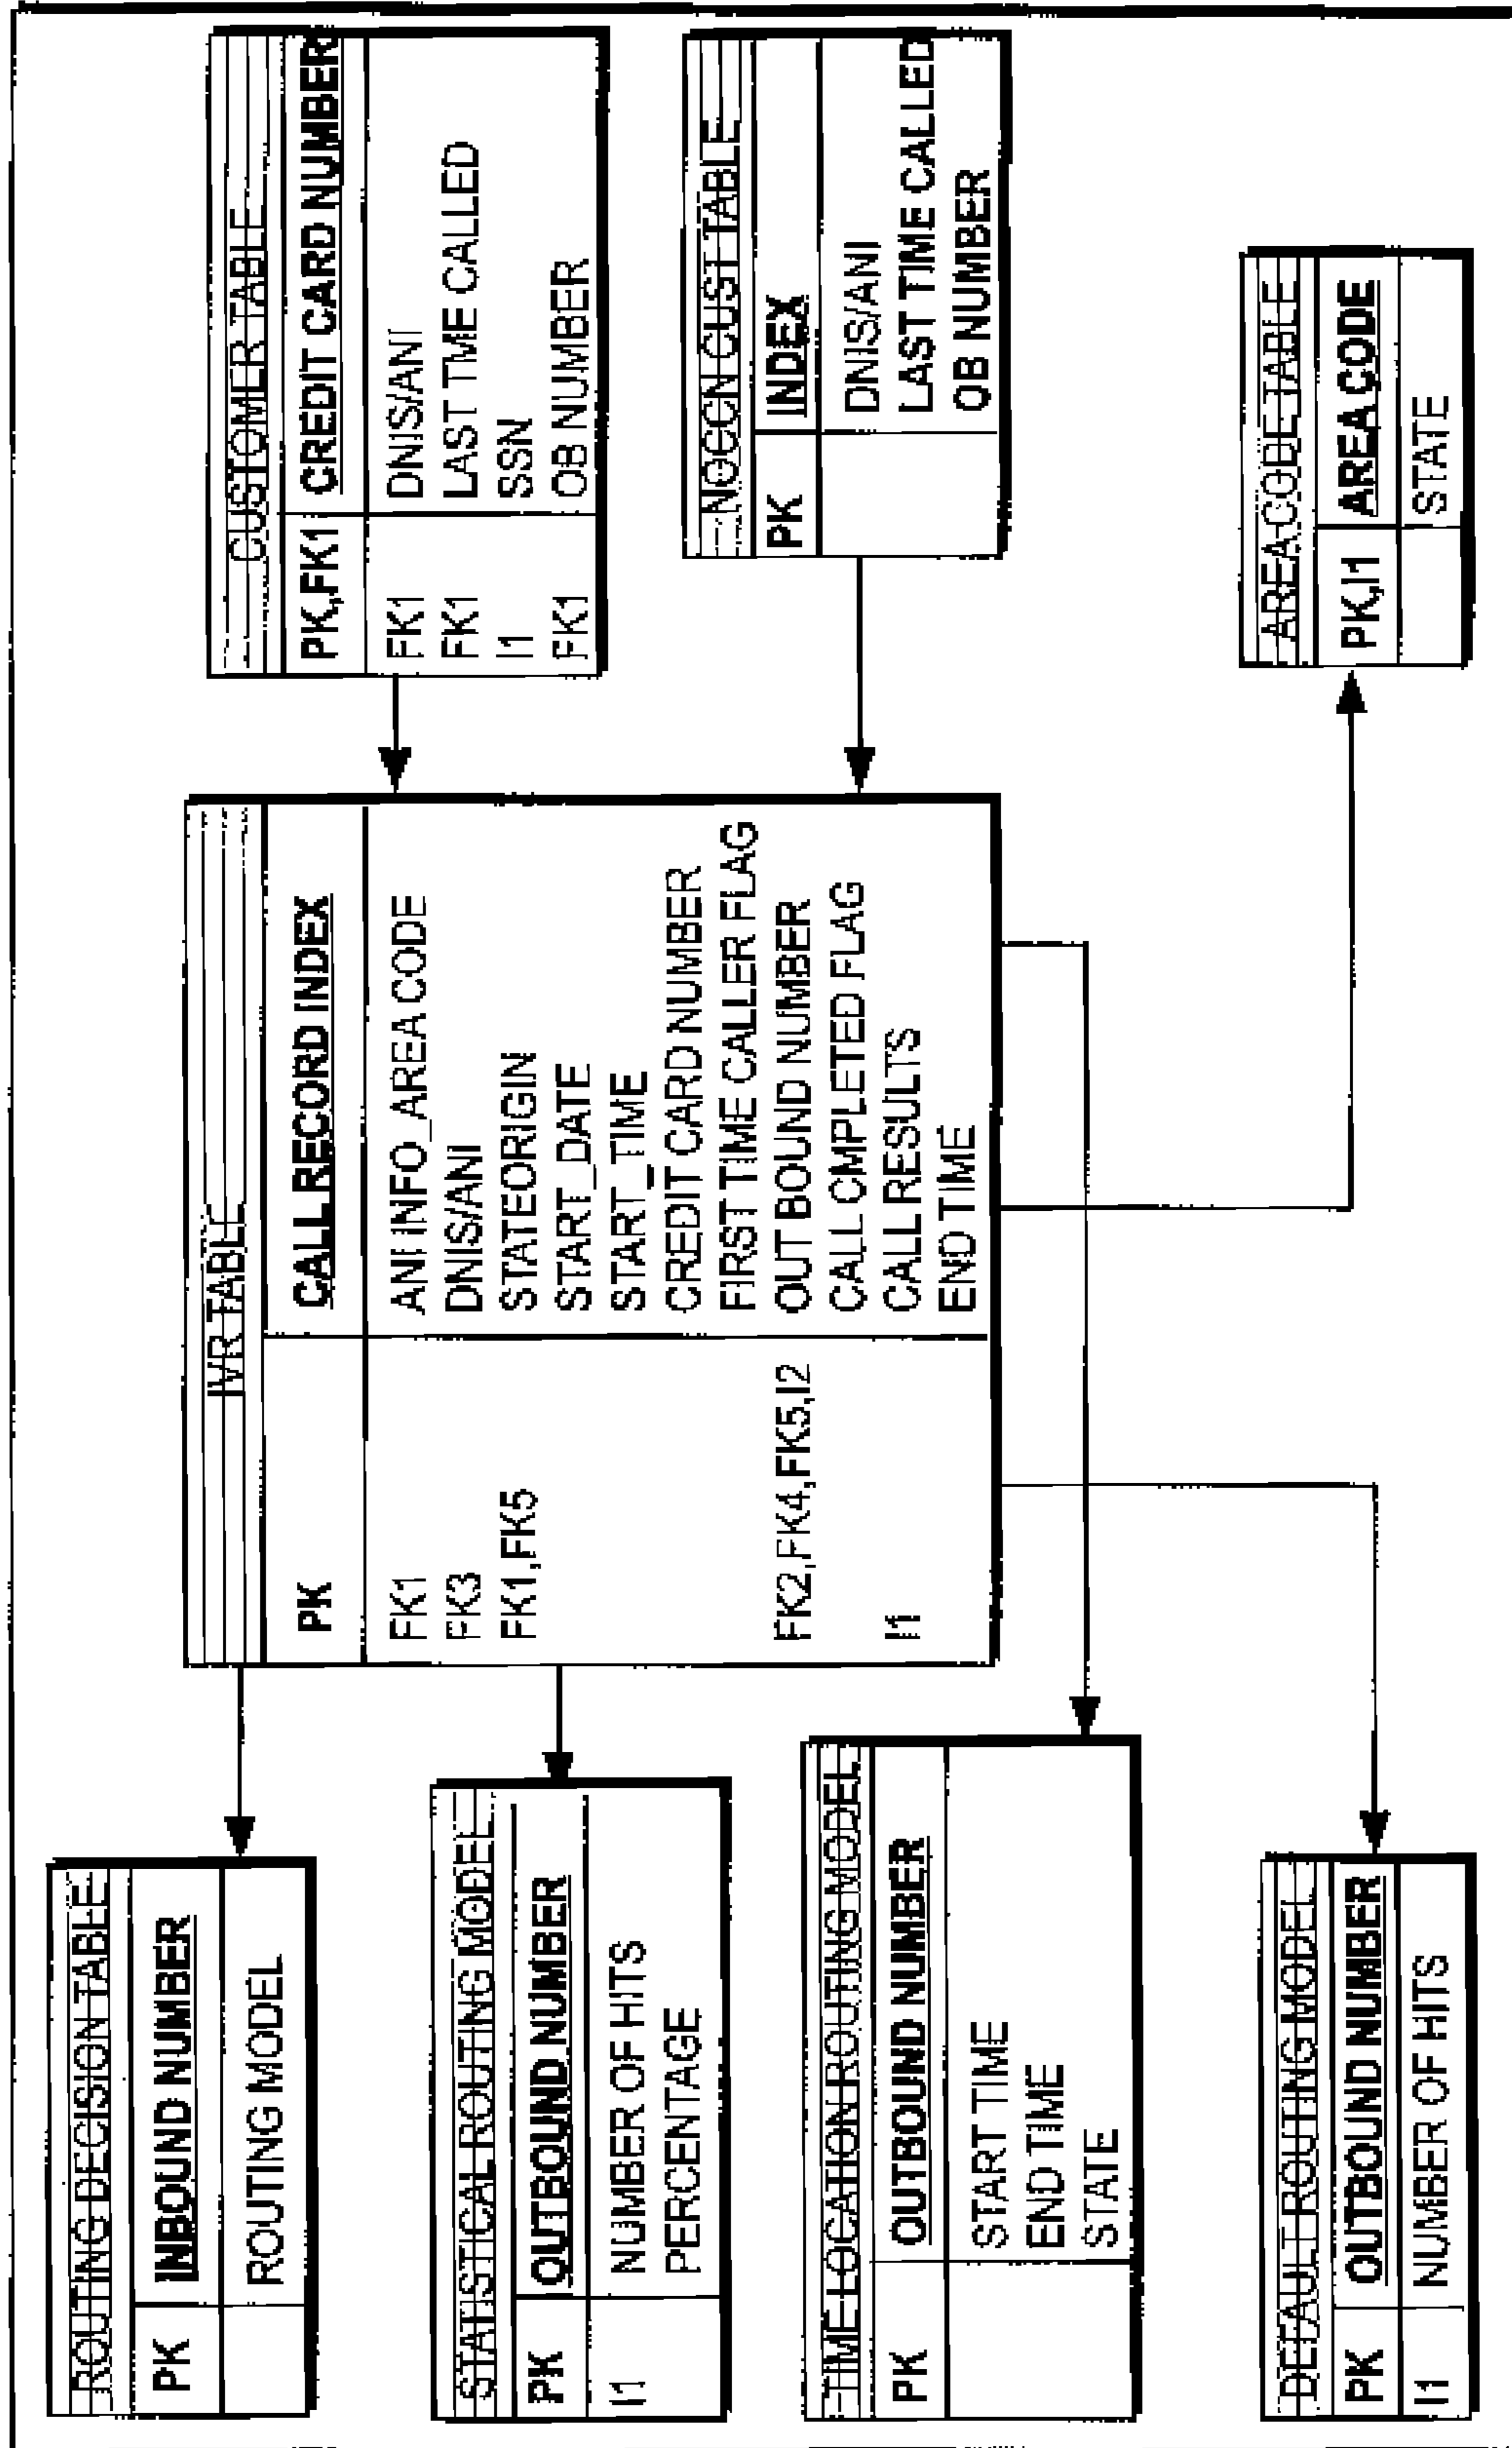 ROUTING DECISION TABLE
PK INBOUND NUMBER
ROUTING MODEL
STATISTICAL ROUTING MODEL
PK OUTBOUND NUMBER
I1 NUMBER OF HITS
PERCENTAGE
TIME LOCATION ROUTING MODEL
PK OUTBOUND NUMBER
START TIME
END TIME
STATE
DEFAULT ROUTING MODEL
PK OUTBOUND NUMBER
I1 NUMBER OF HITS
IVR TABLE
PK CALL RECORD INDEX
FK1 ANI INFO_AREA CODE
FK3 DNIS/ANI
FK1,FK5 STATEORIGIN
START_DATE
START_TIME
CREDIT CARD NUMBER
FIRST TIME CALLER FLAG
FK2,FK4,FK5,I2 OUT BOUND NUMBER
CALL CMPLETED FLAG
I1 CALL RESULTS
END TIME
CUSTOMER TABLE
PK,FK1 CREDIT CARD NUMBER
FK1 DNIS/ANI
FK1 LAST TME CALLED
I1 SSN
FK1 OB NUMBER
NOCCN CUST TABLE
PK INDEX
DNIS/ANI
LAST TIME CALLED
OB NUMBER
AREA CODE TABLE
PK,I1 AREA CODE
STATE